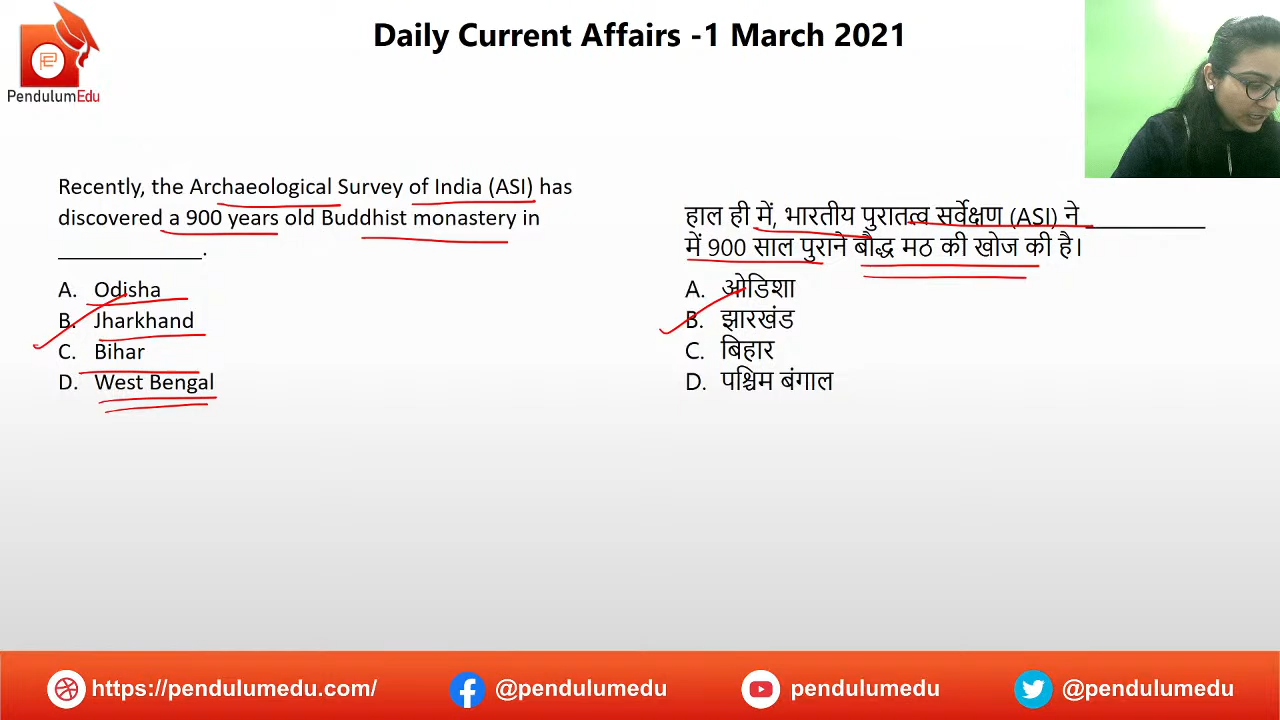 Daily Current Affairs -1 March 2021
PendulumEdu
Recently, the Archaeological Survey of India (ASI) has
discovered a 900 years old Buddhist monastery in
_______________.
A. Odisha
B. Jharkhand
C. Bihar
D. West Bengal
हाल ही में, भारतीय पुरातत्व सर्वेक्षण (ASI) ने ____________
में 900 साल पुराने बौद्ध मठ की खोज की है।
A. ओडिशा
B. झारखंड
C. बिहार
D. पश्चिम बंगाल
https://pendulumedu.com/
@pendulumedu
pendulumedu
@pendulumedu